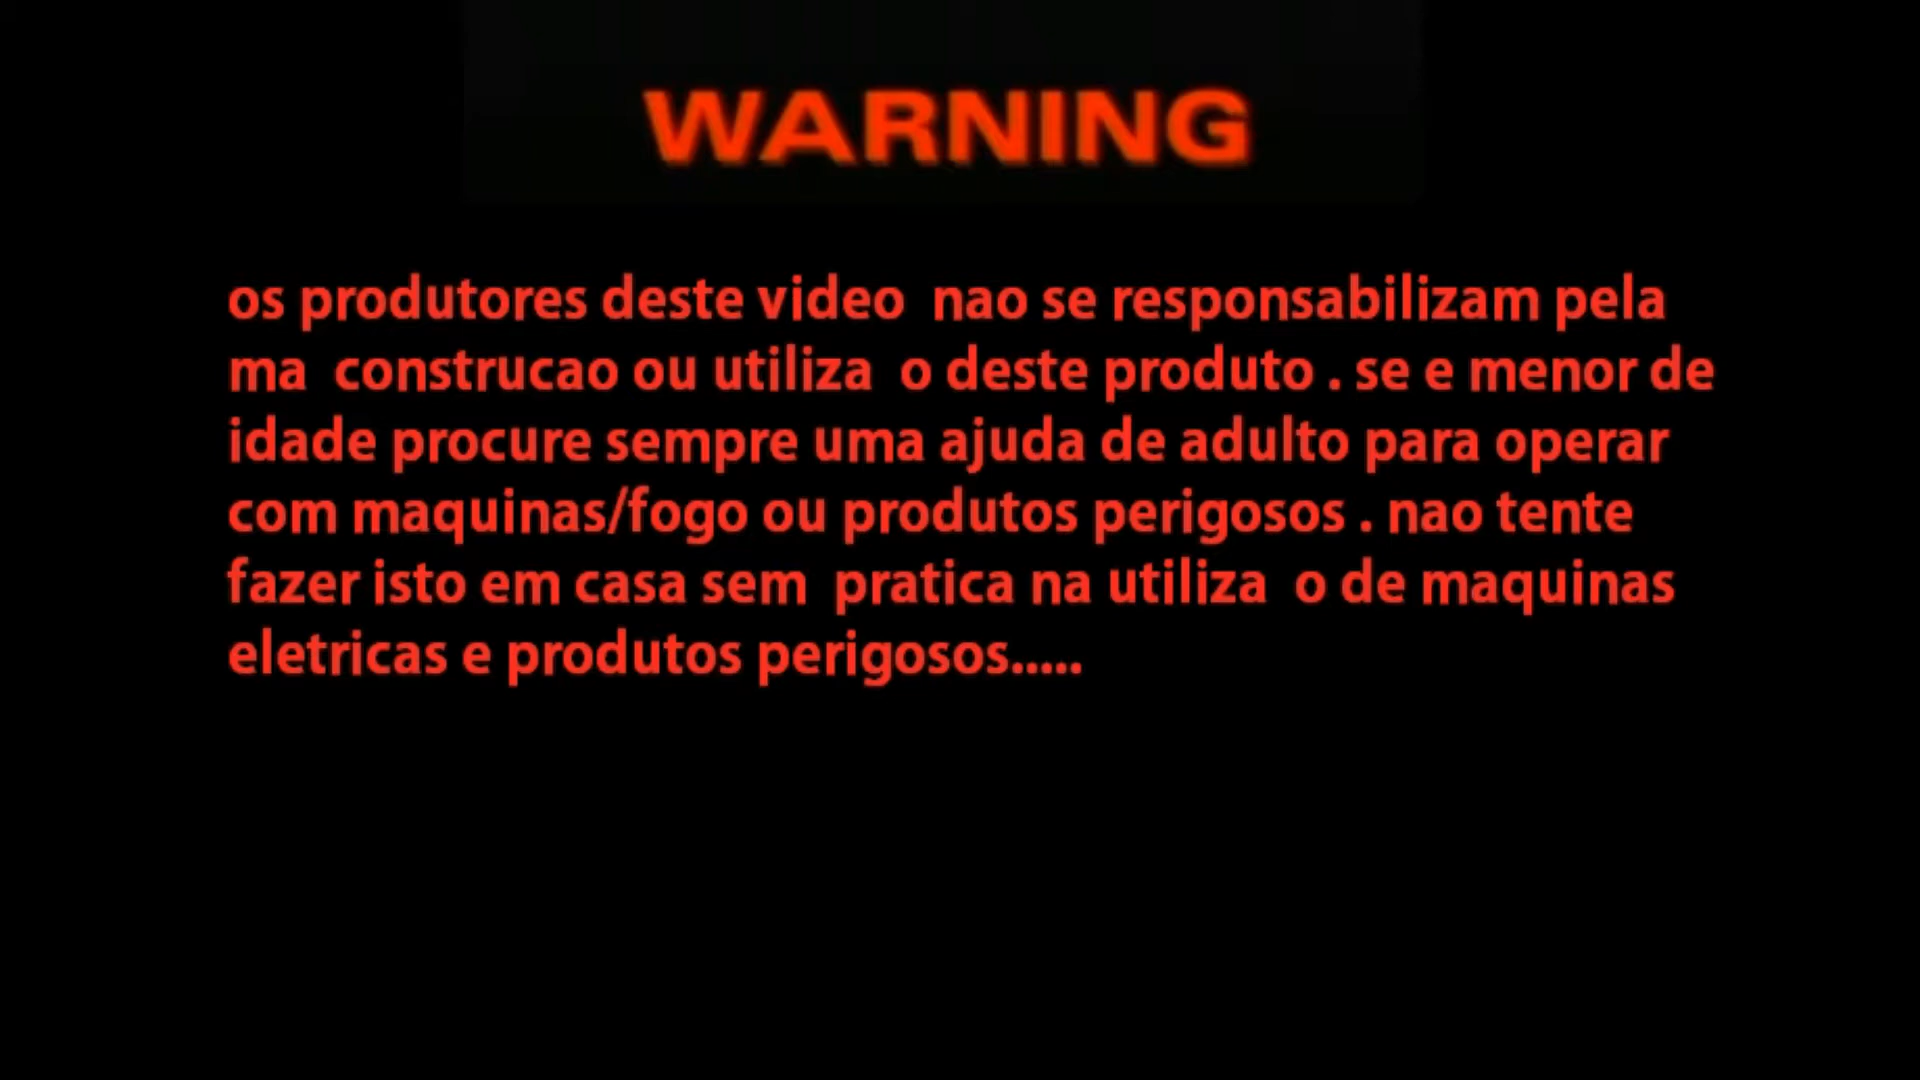 WARNING
os produtores deste video  nao se responsabilizam pela
ma  construcao ou utiliza  o deste produto . se e menor de
idade procure sempre uma ajuda de adulto para operar
com maquinas/fogo ou produtos perigosos . nao tente
fazer isto em casa sem  pratica na utiliza  o de maquinas
eletricas e produtos perigosos.....